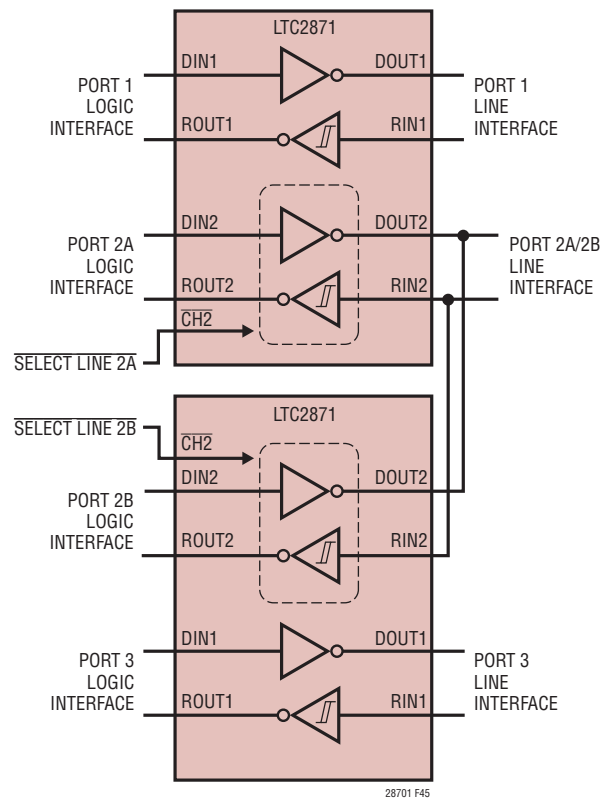 LTC2871
DIN1
DOUT1
PORT 1
LOGIC
INTERFACE
PORT 1
LINE
INTERFACE
ROUT1
RIN1
DIN2
DOUT2
PORT 2A
LOGIC
INTERFACE
PORT 2A/2B
LINE
INTERFACE
ROUT2
RIN2
CH2
SELECT LINE 2A
LTC2871
SELECT LINE 2B
CH2
DIN2
DOUT2
PORT 2B
LOGIC
INTERFACE
ROUT2
RIN2
DIN1
DOUT1
PORT 3
LOGIC
INTERFACE
PORT 3
LINE
INTERFACE
ROUT1
RIN1
28701 F45